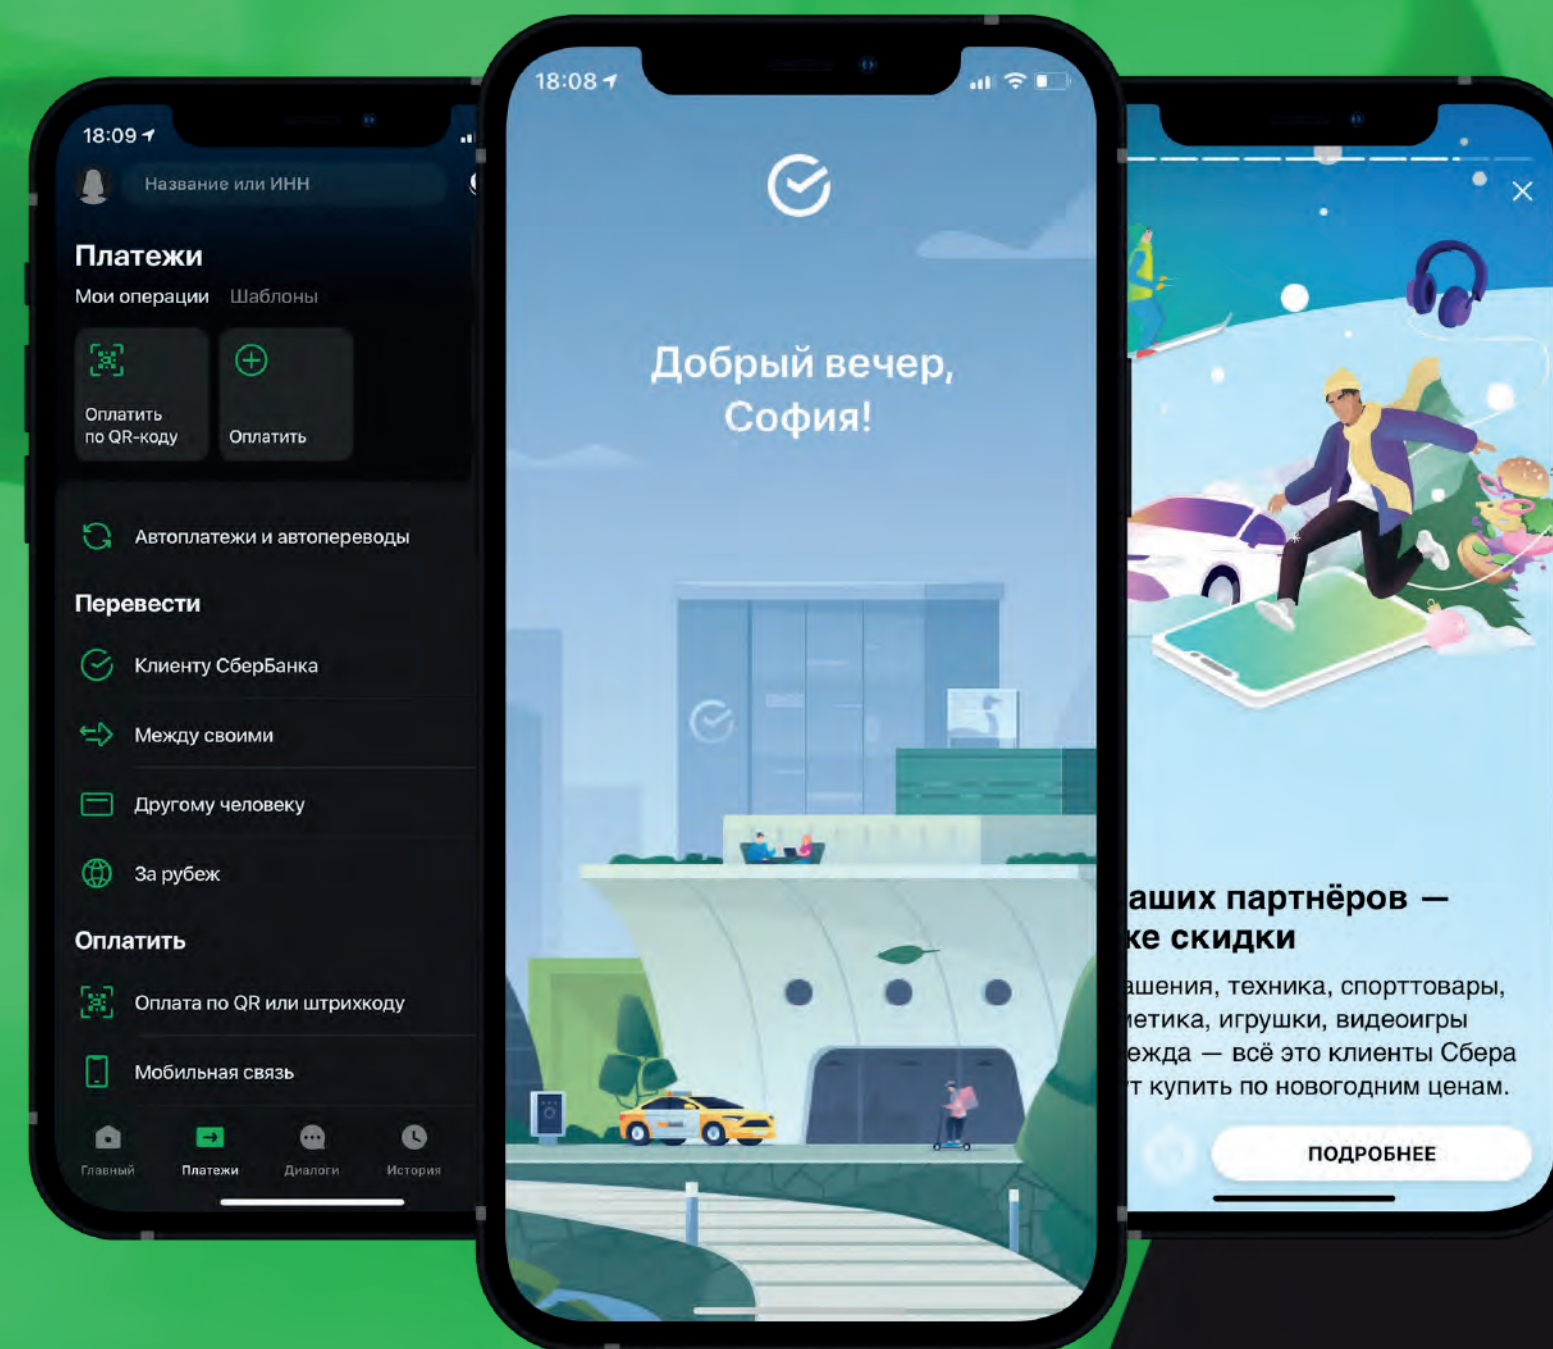 18:09
Название или ИНН
Платежи
Мои операции Шаблоны
Оплатить
по QR-коду
Оплатить
Автоплатежи и автопереводы
Перевести
Клиенту СберБанка
Между своими
Другому человеку
За рубеж
Оплатить
Оплата по QR или штрихкоду
Мобильная связь
Главный Платежи Диалоги История
18:08
Добрый вечер,
София!
аших партнёров —
же скидки
ашения, техника, спорттовары,
метика, игрушки, видеоигры
ежда — всё это клиенты Сбера
т купить по новогодним ценам.
ПОДРОБНЕЕ